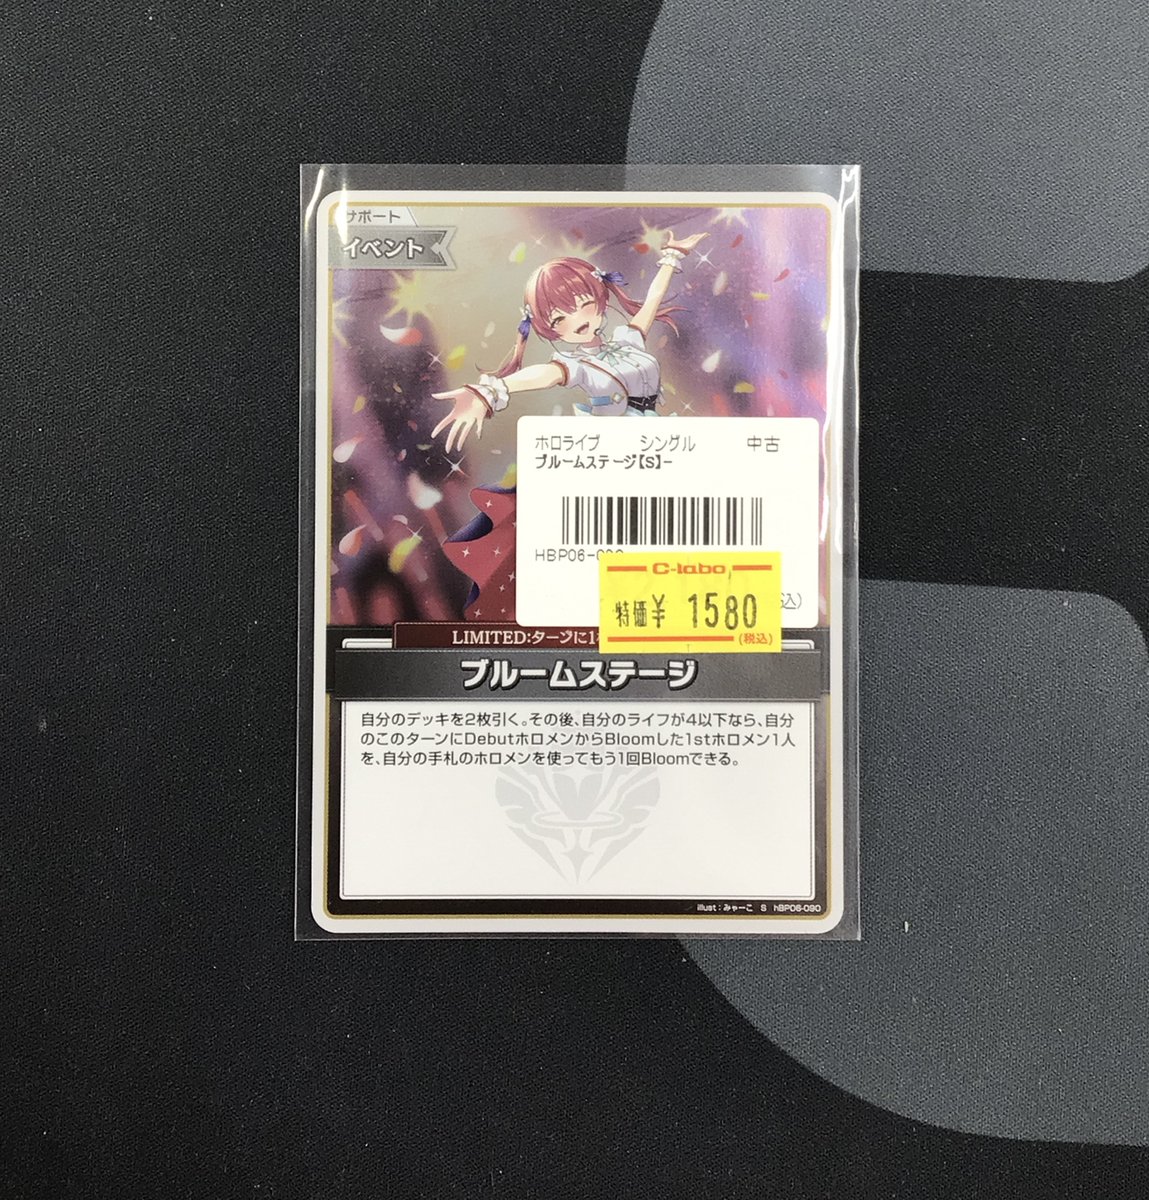 サポート
イベント
ホロライブ シングル 中古
ブルームステージ【S】-
HBP06-
C-labo
特価¥ 1580
(税込)
込)
LIMITED:ターンに1
ブルームステージ
自分のデッキを2枚引く。その後、自分のライフが4以下なら、自分
のこのターンにDebutホロメンからBloomした1stホロメン1人
を、自分の手札のホロメンを使ってもう1回Bloomできる。
illust:みゃーこ S hBP06-090